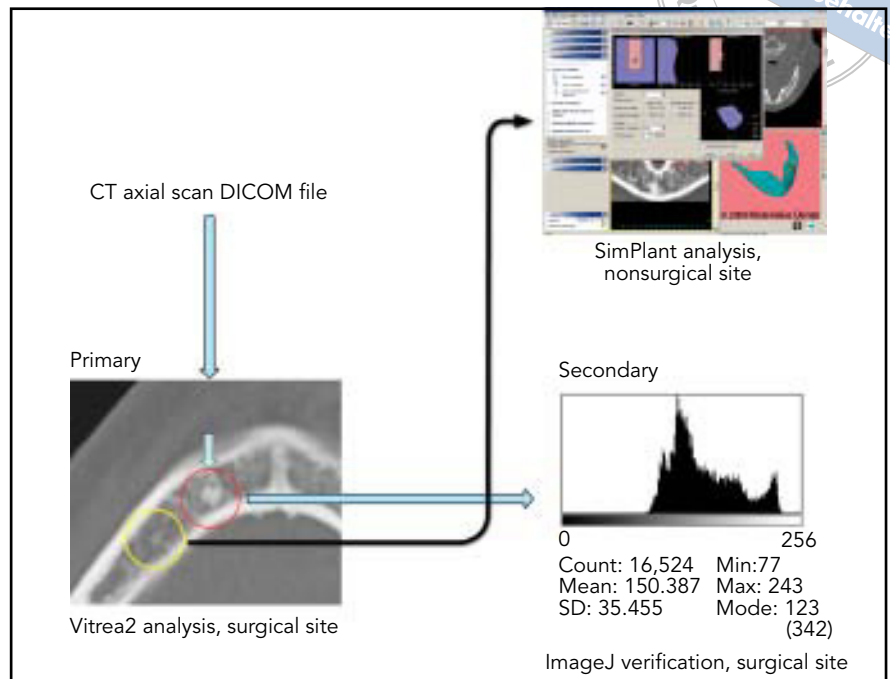 CT axial scan DICOM file
SimPlant analysis,
nonsurgical site
Primary
Vitrea2 analysis, surgical site
Secondary
0 256
Count: 16,524 Min:77
Mean: 150.387 Max: 243
SD: 35.455 Mode: 123
(342)
ImageJ verification, surgical site